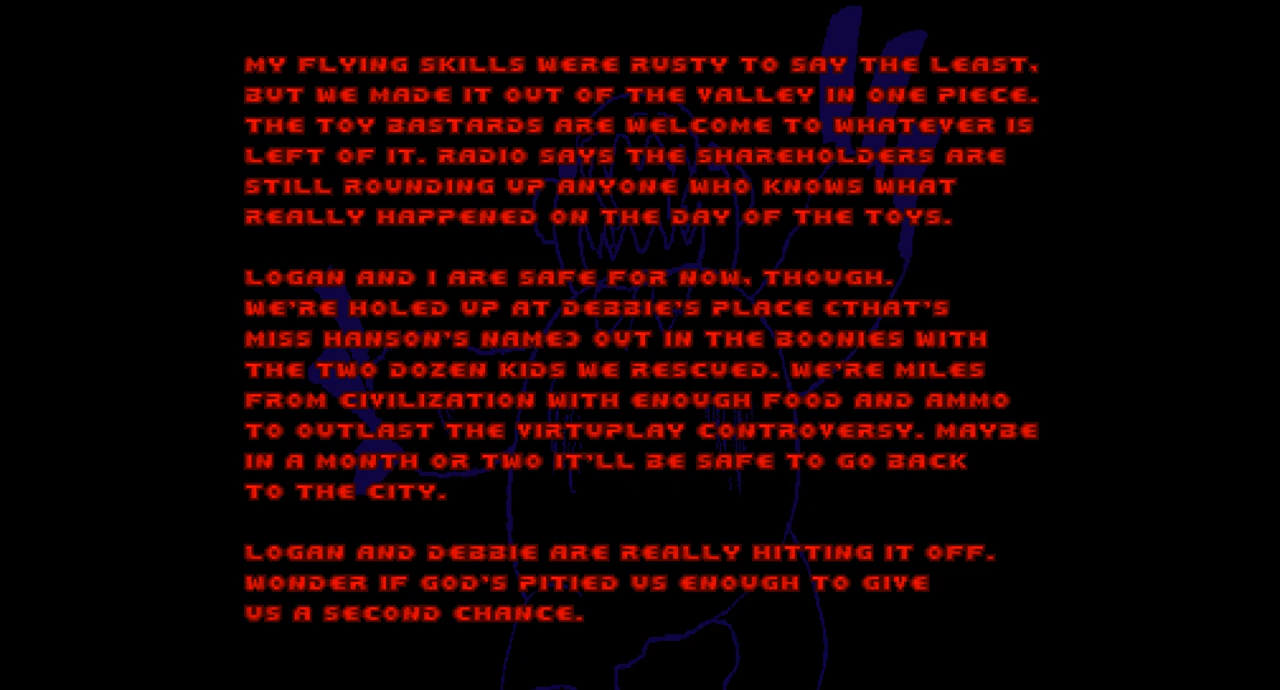 MY FLYING SKILLS WERE RUSTY TO SAY THE LEAST,
BUT WE MADE IT OUT OF THE VALLEY IN ONE PIECE.
THE TOY BASTARDS ARE WELCOME TO WHATEVER IS
LEFT OF IT. RADIO SAYS THE SHAREHOLDERS ARE
STILL ROUNDING UP ANYONE WHO KNOWS WHAT
REALLY HAPPENED ON THE DAY OF THE TOYS.
LOGAN AND I ARE SAFE FOR NOW, THOUGH.
WE'RE HOLED UP AT DEBBIE'S PLACE (THAT'S
MISS HANSON'S NAME) OUT IN THE BOONIES WITH
THE TWO DOZEN KIDS WE RESCUED. WE'RE MILES
FROM CIVILIZATION WITH ENOUGH FOOD AND AMMO
TO OUTLAST THE VIRTUPLAY CONTROVERSY. MAYBE
IN A MONTH OR TWO IT'LL BE SAFE TO GO BACK
TO THE CITY.
LOGAN AND DEBBIE ARE REALLY HITTING IT OFF.
WONDER IF GOD'S PITIED US ENOUGH TO GIVE
US A SECOND CHANCE.